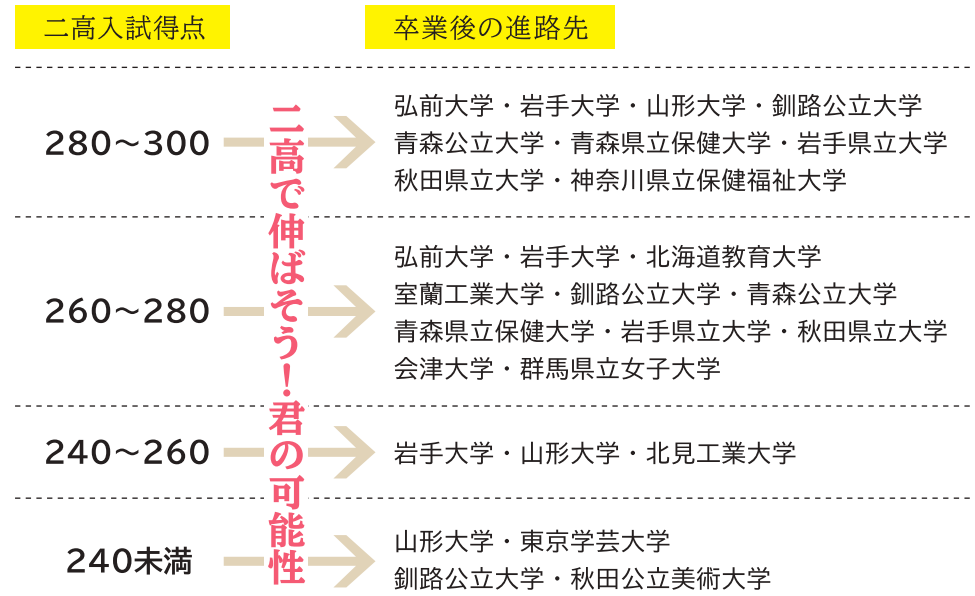 二高入試得点
卒業後の進路先
280〜300
弘前大学・岩手大学・山形大学・釧路公立大学
青森公立大学・青森県立保健大学・岩手県立大学
秋田県立大学・神奈川県立保健福祉大学
260〜280
弘前大学・岩手大学・北海道教育大学
室蘭工業大学・釧路公立大学・青森公立大学
青森県立保健大学・岩手県立大学・秋田県立大学
会津大学・群馬県立女子大学
240〜260
岩手大学・山形大学・北見工業大学
240未満
山形大学・東京学芸大学
釧路公立大学・秋田公立美術大学
二高で伸ばそう！君の可能性